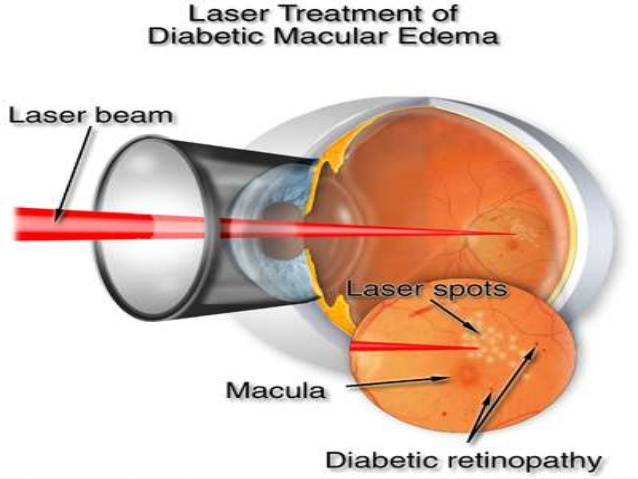 Laser Treatment of
Diabetic Macular Edema
Laser beam
Laser spots
Macula
Diabetic retinopathy